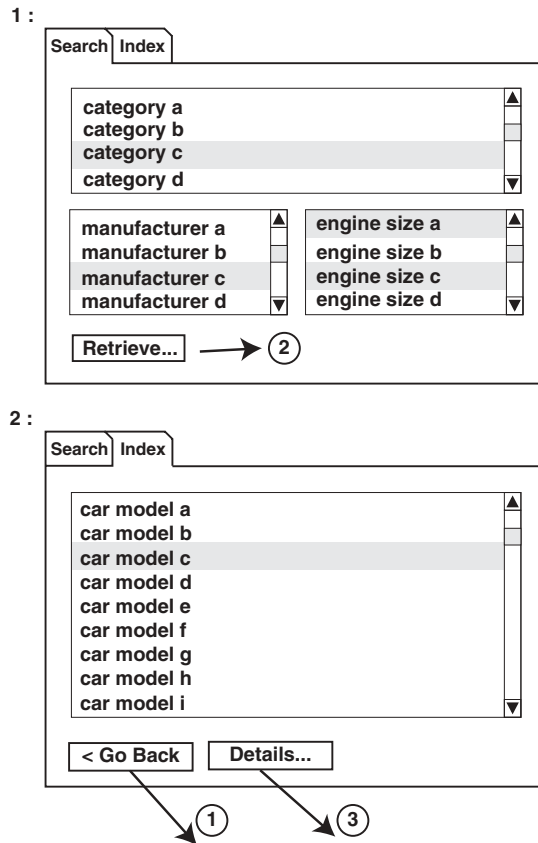 1 :
Search Index
category a
category b
category c
category d
manufacturer a
manufacturer b
manufacturer c
manufacturer d
engine size a
engine size b
engine size c
engine size d
Retrieve... 2
2 :
Search Index
car model a
car model b
car model c
car model d
car model e
car model f
car model g
car model h
car model i
< Go Back Details...
1 3